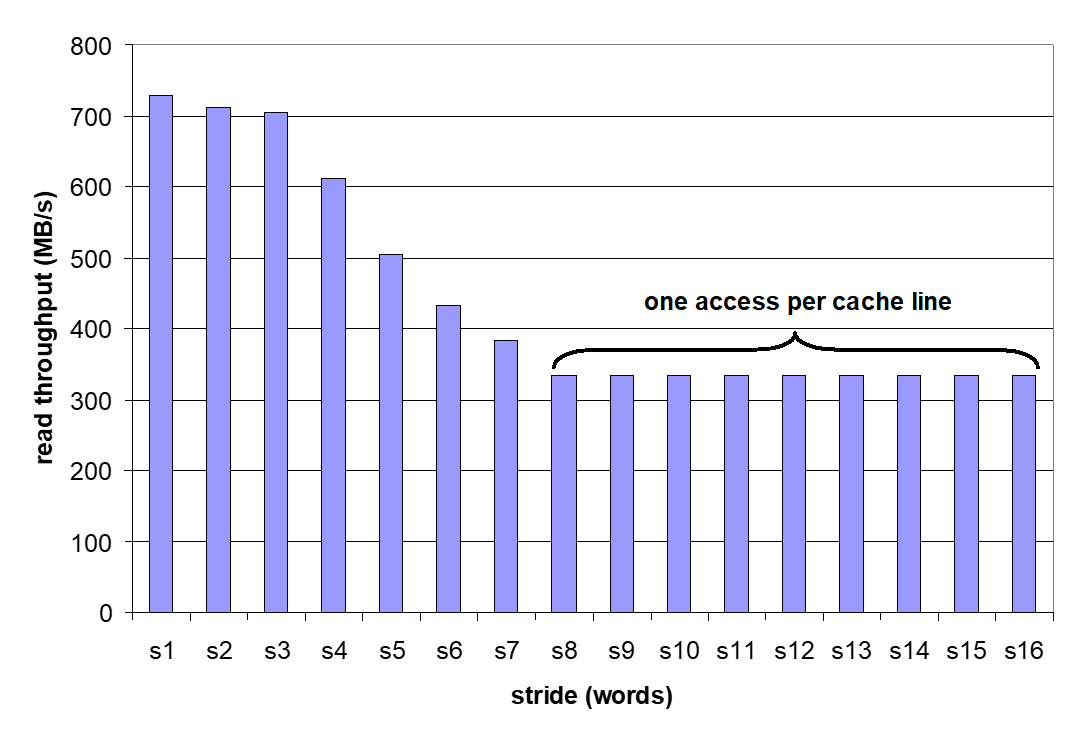 800
700
600
500
400
300
200
100
0
read throughput (MB/s)
one access per cache line
s1 s2 s3 s4 s5 s6 s7 s8 s9 s10 s11 s12 s13 s14 s15 s16
stride (words)